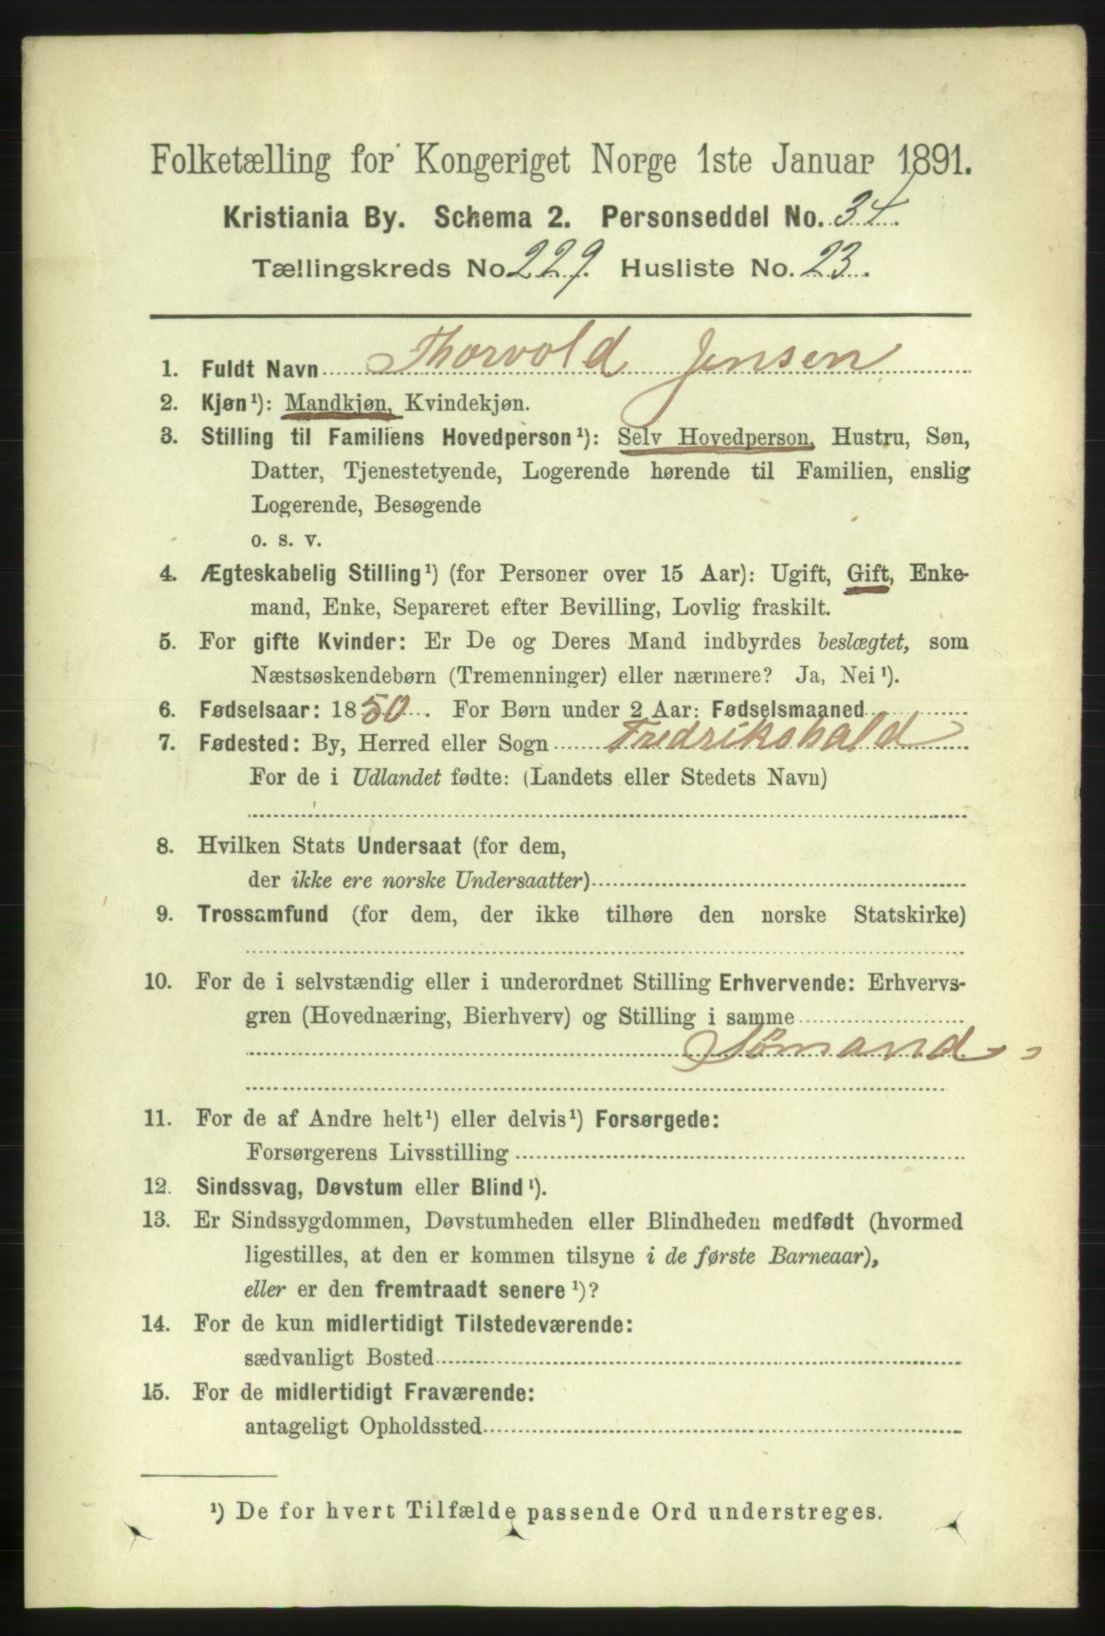 Folketælling for Kongeriget Norge 1ste Januar 1891.
Kristiania By. Schema 2. Personseddel No. 34.
Tællingskreds No 229. Husliste No. 23.
1. Fuldt Navn Thorvold Jensen
2. Kjøn¹): Mandkjøn, Kvindekjøn.
3. Stilling til Familiens Hovedperson¹): Selv Hovedperson, Hustru, Søn,
Datter, Tjenestetyende, Logerende hørende til Familien, enslig
Logerende, Besøgende
o. s. v.
4. Ægteskabelig Stilling¹) (for Personer over 15 Aar): Ugift, Gift, Enke-
mand, Enke, Separeret efter Bevilling, Lovlig fraskilt.
5. For gifte Kvinder: Er De og Deres Mand indbyrdes beslægtet, som
Næstsøskendebørn (Tremenninger) eller nærmere? Ja, Nei¹).
6. Fødselsaar: 1850. For Børn under 2 Aar: Fødselsmaaned
7. Fødested: By, Herred eller Sogn Fredrikshald
For de i Udlandet fødte: (Landets eller Stedets Navn)
8. Hvilken Stats Undersaat (for dem,
der ikke ere norske Undersaatter)
9. Trossamfund (for dem, der ikke tilhøre den norske Statskirke)
10. For de i selvstændig eller i underordnet Stilling Erhvervende: Erhvervs-
gren (Hovednæring, Bierhverv) og Stilling i samme
Sømand
11. For de af Andre helt¹) eller delvis¹) Forsørgede:
Forsørgerens Livsstilling
12. Sindssvag, Døvstum eller Blind¹).
13. Er Sindssygdommen, Døvstumheden eller Blindheden medfødt (hvormed
ligestilles, at den er kommen tilsyne i de første Barneaar),
eller er den fremtraadt senere¹)?
14. For de kun midlertidigt Tilstedeværende:
sædvanligt Bosted
15. For de midlertidigt Fraværende:
antageligt Opholdssted
¹) De for hvert Tilfælde passende Ord understreges.